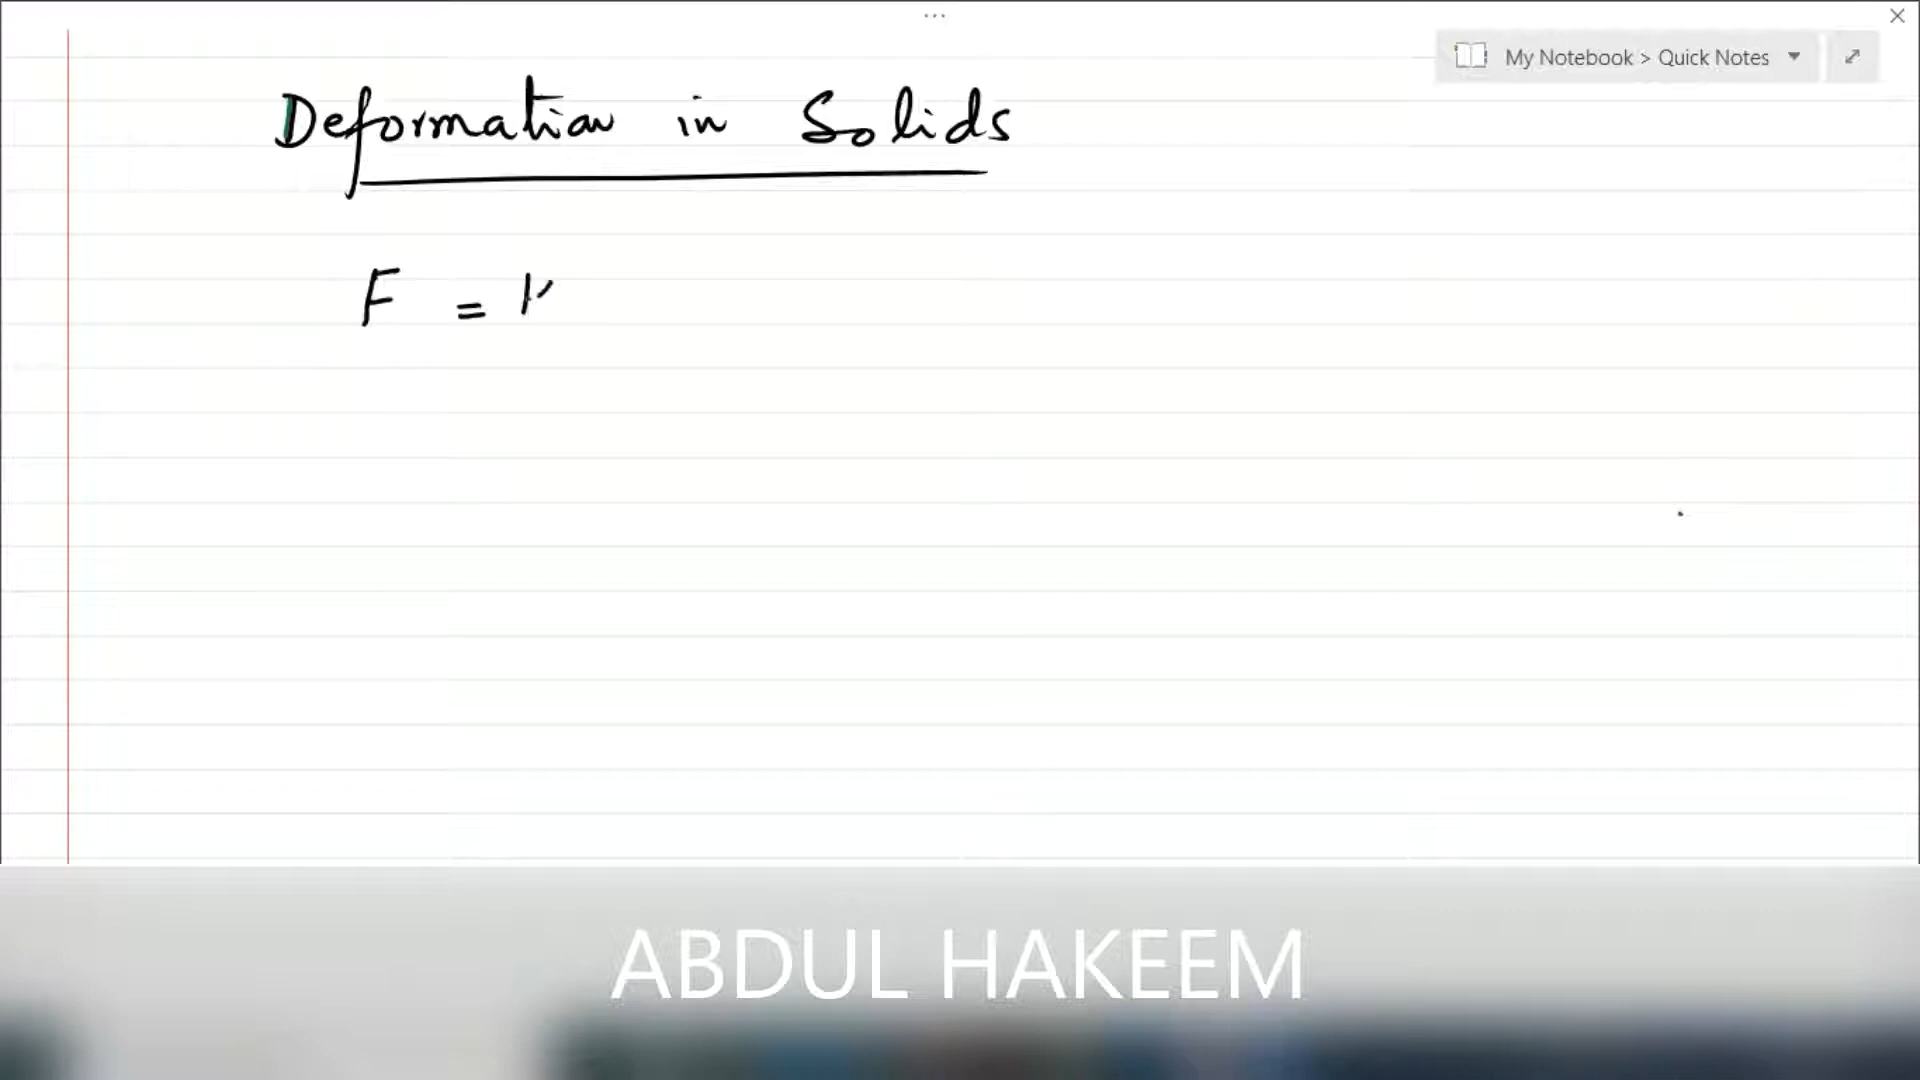 ...
My Notebook > Quick Notes
Deformation in Solids
F =
ABDUL HAKEEM